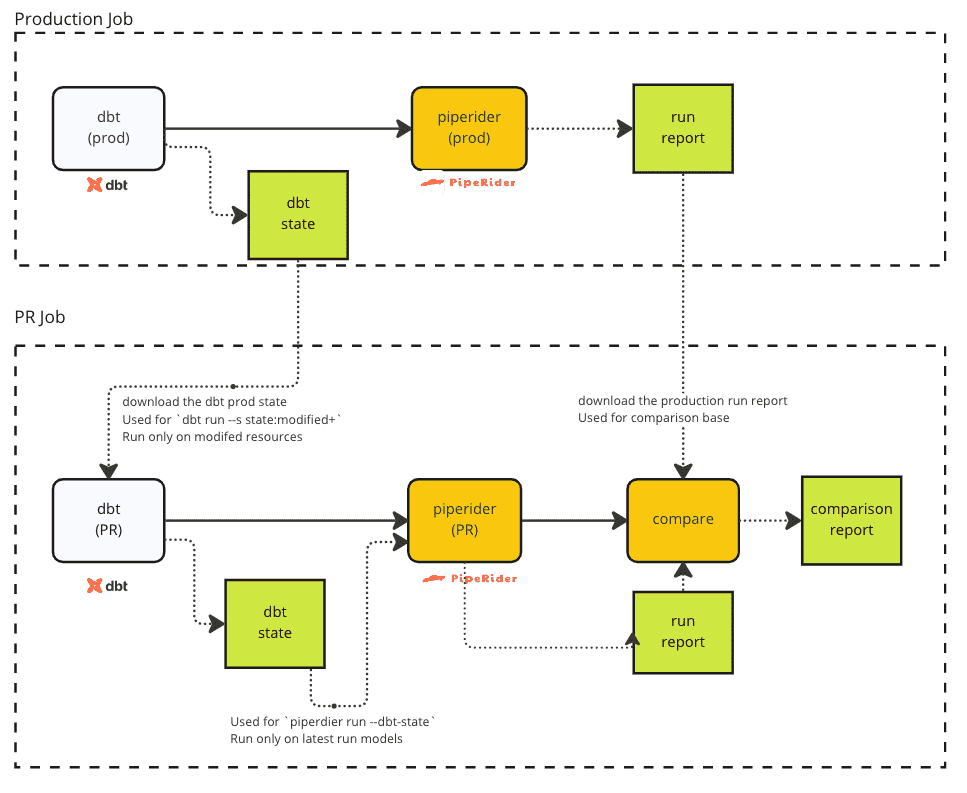 Production Job
dbt
(prod)
piperider
(prod)
run
report
dbt
PipeRider
dbt
state
PR Job
download the dbt prod state
Used for `dbt run --s state:modified+`
Run only on modifed resources
download the production run report
Used for comparison base
dbt
(PR)
piperider
(PR)
compare
comparison
report
dbt
PipeRider
dbt
state
run
report
Used for `piperdier run --dbt-state`
Run only on latest run models